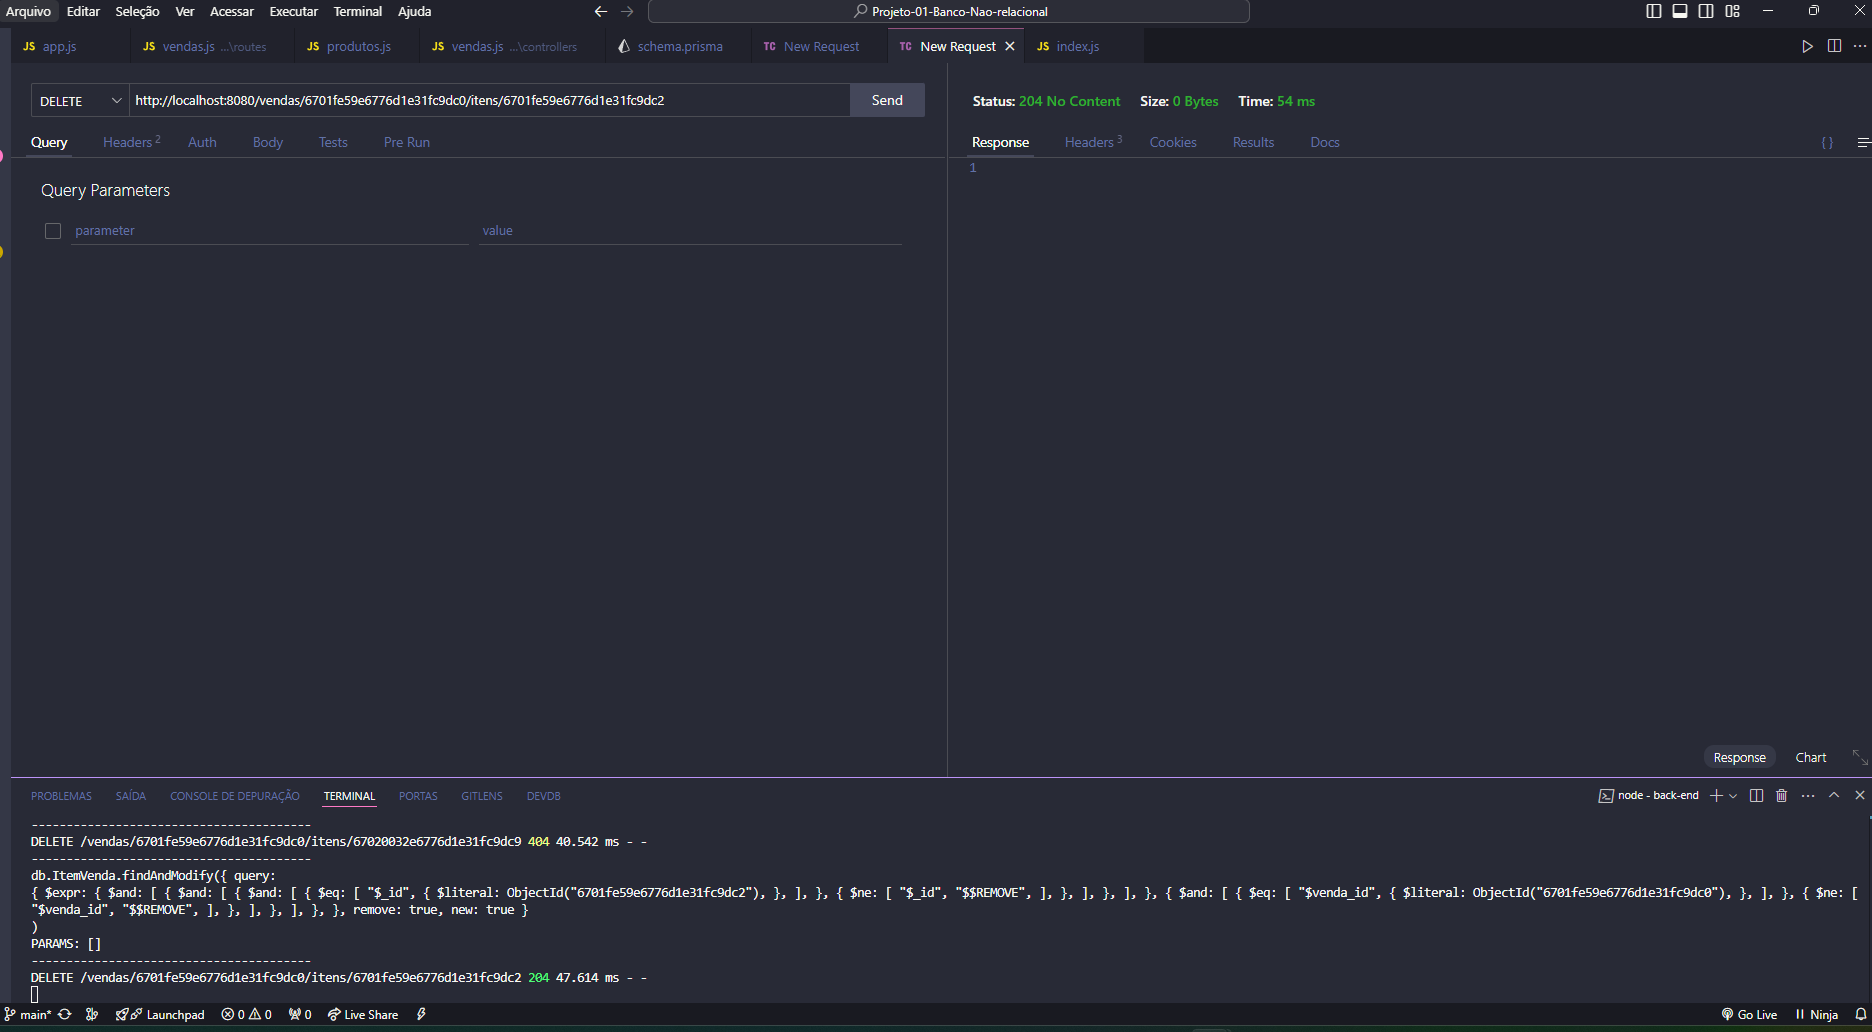 Arquivo Editar Seleção Ver Acessar Executar Terminal Ajuda Projeto-01-Banco-Nao-relacional
JS app.js JS vendas.js ...\routes JS produtos.js JS vendas.js ...\controllers schema.prisma TC New Request TC New Request JS index.js
DELETE http://localhost:8080/vendas/6701fe59e6776d1e31fc9dc0/itens/6701fe59e6776d1e31fc9dc2 Send
Query Headers 2 Auth Body Tests Pre Run
Query Parameters
parameter value
Status: 204 No Content Size: 0 Bytes Time: 54 ms
Response Headers 3 Cookies Results Docs { }
1
Response Chart
PROBLEMAS SAÍDA CONSOLE DE DEPURAÇÃO TERMINAL PORTAS GITLENS DEVDB node - back-end
----------------------------------------
DELETE /vendas/6701fe59e6776d1e31fc9dc0/itens/67020032e6776d1e31fc9dc9 404 40.542 ms - -
----------------------------------------
db.ItemVenda.findAndModify({ query:
{ $expr: { $and: [ { $and: [ { $and: [ { $eq: [ "$_id", { $literal: ObjectId("6701fe59e6776d1e31fc9dc2"), }, ], }, { $ne: [ "$_id", "$$REMOVE", ], }, ], }, ], }, { $and: [ { $eq: [ "$venda_id", { $literal: ObjectId("6701fe59e6776d1e31fc9dc0"), }, ], }, { $ne: [
"$venda_id", "$$REMOVE", ], }, ], }, ], }, }, remove: true, new: true }
)
PARAMS: []
----------------------------------------
DELETE /vendas/6701fe59e6776d1e31fc9dc0/itens/6701fe59e6776d1e31fc9dc2 204 47.614 ms - -
main* Launchpad 0 0 0 Live Share Go Live Ninja